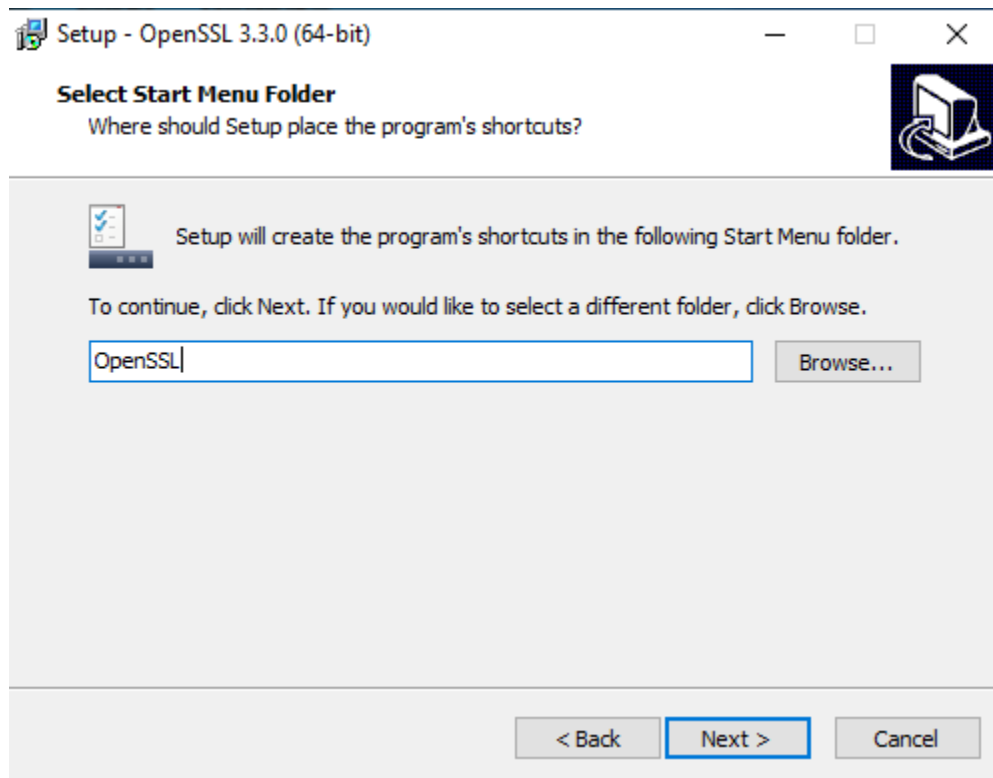 Setup - OpenSSL 3.3.0 (64-bit)
Select Start Menu Folder
Where should Setup place the program's shortcuts?
Setup will create the program's shortcuts in the following Start Menu folder.
To continue, click Next. If you would like to select a different folder, click Browse.
OpenSSL
Browse...
< Back
Next >
Cancel